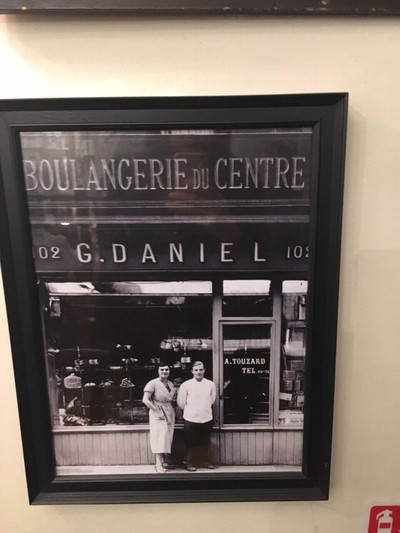 BOULANGERIE DU CENTRE
102 G. DANIEL 102
A. TOUZARD
TEL